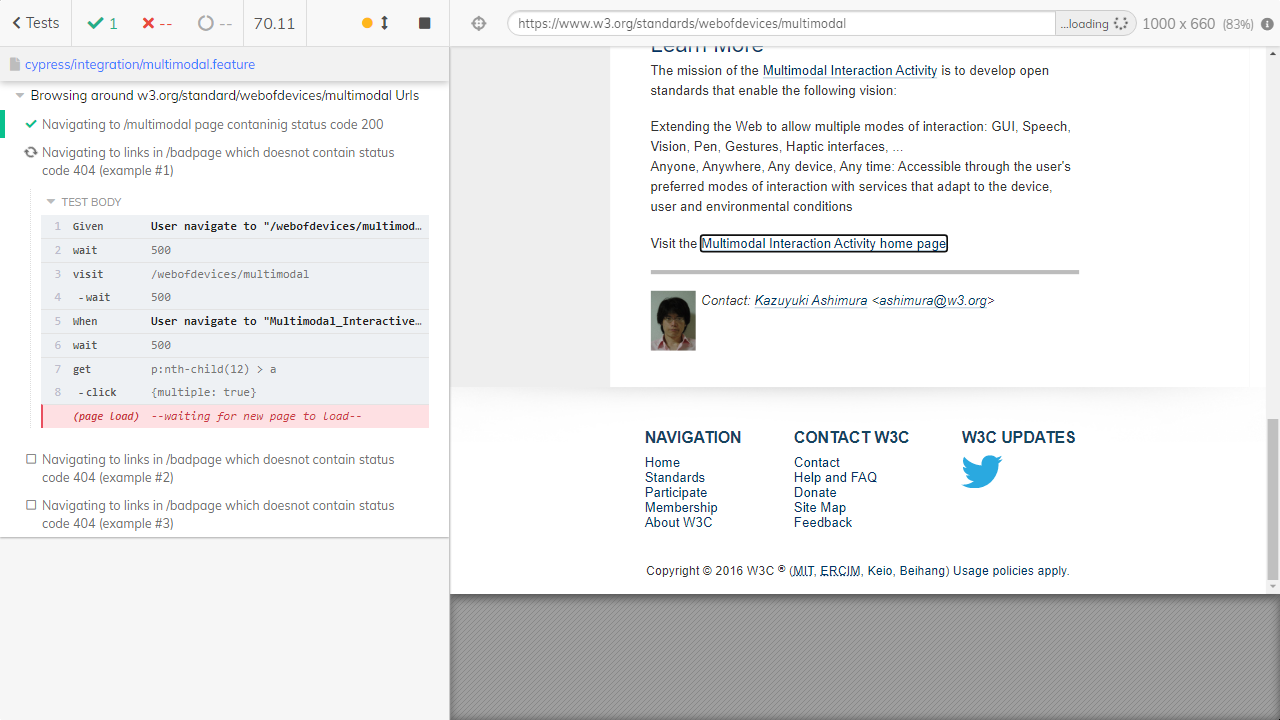 Tests
1
--
--
70.11
https://www.w3.org/standards/webofdevices/multimodal
...loading
1000 x 660 (83%)
cypress/integration/multimodal.feature
Browsing around w3.org/standard/webofdevices/multimodal Urls
Navigating to /multimodal page contaninig status code 200
Navigating to links in /badpage which doesnot contain status
code 404 (example #1)
TEST BODY
1 Given User navigate to "/webofdevices/multimod…
2 wait 500
3 visit /webofdevices/multimodal
4 - wait 500
5 When User navigate to "Multimodal_Interactive…
6 wait 500
7 get p:nth-child(12) > a
8 - click {multiple: true}
(page load) --waiting for new page to load--
Navigating to links in /badpage which doesnot contain status
code 404 (example #2)
Navigating to links in /badpage which doesnot contain status
code 404 (example #3)
Learn More
The mission of the Multimodal Interaction Activity is to develop open
standards that enable the following vision:
Extending the Web to allow multiple modes of interaction: GUI, Speech,
Vision, Pen, Gestures, Haptic interfaces, ...
Anyone, Anywhere, Any device, Any time: Accessible through the user's
preferred modes of interaction with services that adapt to the device,
user and environmental conditions
Visit the Multimodal Interaction Activity home page
Contact: Kazuyuki Ashimura <ashimura@w3.org>
NAVIGATION
Home
Standards
Participate
Membership
About W3C
CONTACT W3C
Contact
Help and FAQ
Donate
Site Map
Feedback
W3C UPDATES
Copyright © 2016 W3C ® (MIT, ERCIM, Keio, Beihang) Usage policies apply.